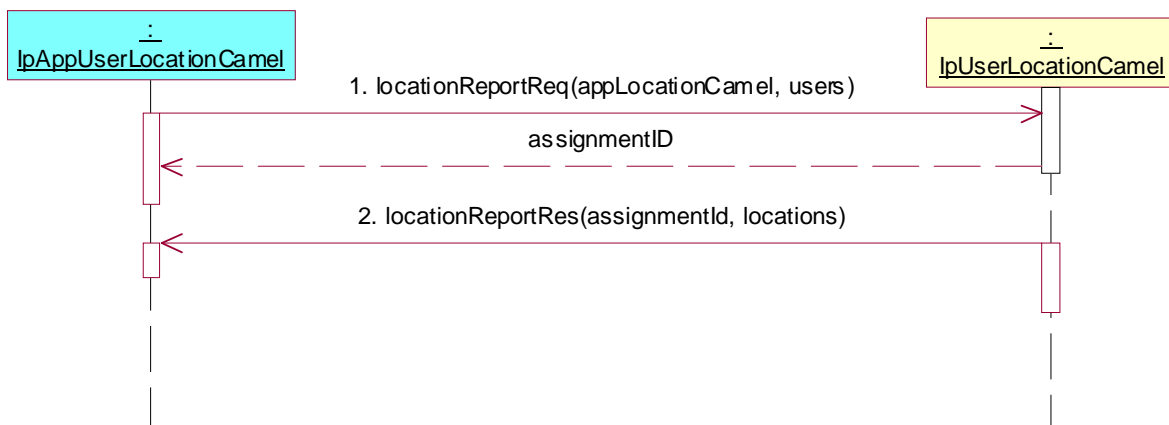 :
IpAppUserLocationCamel
:
IpUserLocationCamel
1. locationReportReq(appLocationCamel, users)
assignmentID
2. locationReportRes(assignmentId, locations)